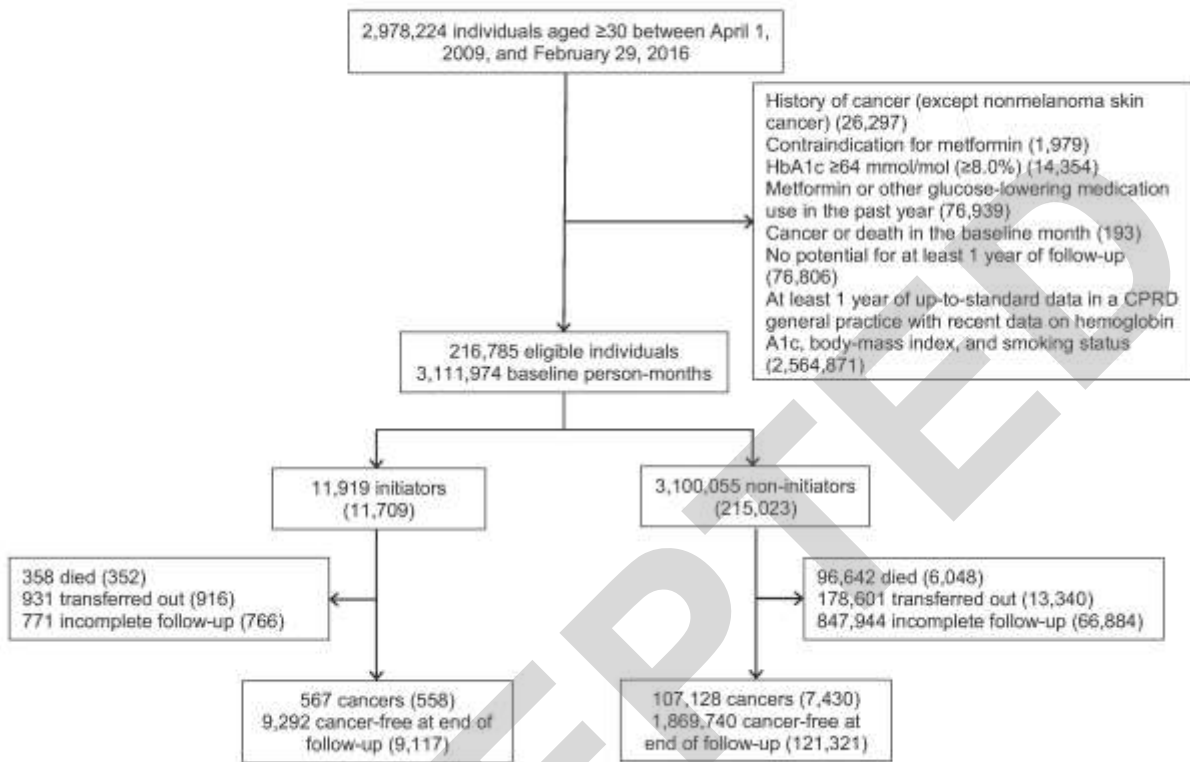 2,978,224 individuals aged ≥30 between April 1,
2009, and February 29, 2016
History of cancer (except nonmelanoma skin
cancer) (26,297)
Contraindication for metformin (1,979)
HbA1c ≥64 mmol/mol (≥8.0%) (14,354)
Metformin or other glucose-lowering medication
use in the past year (76,939)
Cancer or death in the baseline month (193)
No potential for at least 1 year of follow-up
(76,806)
At least 1 year of up-to-standard data in a CPRD
general practice with recent data on hemoglobin
A1c, body-mass index, and smoking status
(2,564,871)
216,785 eligible individuals
3,111,974 baseline person-months
11,919 initiators
(11,709)
3,100,055 non-initiators
(215,023)
358 died (352)
931 transferred out (916)
771 incomplete follow-up (766)
96,642 died (6,048)
178,601 transferred out (13,340)
847,944 incomplete follow-up (66,884)
567 cancers (558)
9,292 cancer-free at end of
follow-up (9,117)
107,128 cancers (7,430)
1,869,740 cancer-free at
end of follow-up (121,321)
EPTED